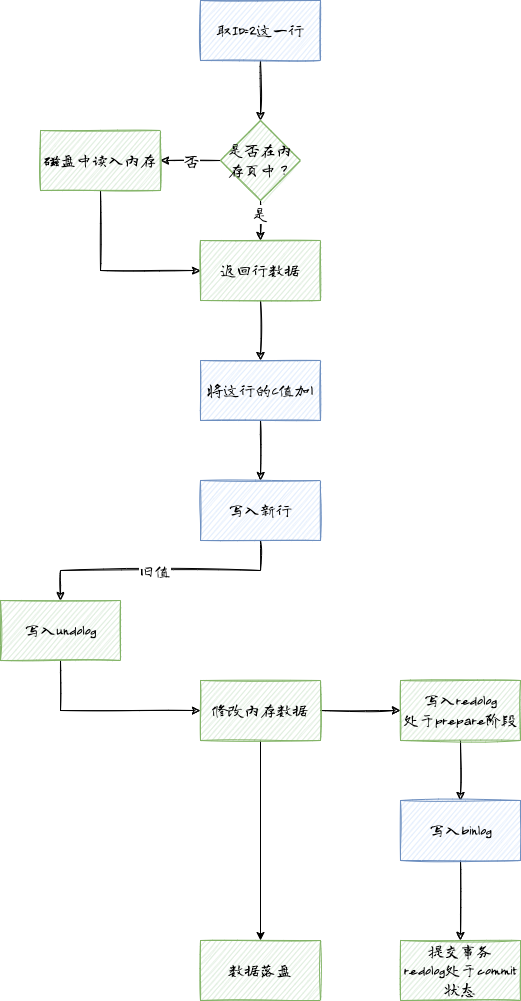 取ID=2这一行
是否在内
存页中？
否
磁盘中读入内存
是
返回行数据
将这行的C值加1
写入新行
旧值
写入undolog
修改内存数据
写入redolog
处于prepare阶段
写入binlog
数据落盘
提交事务
redolog处于commit
状态